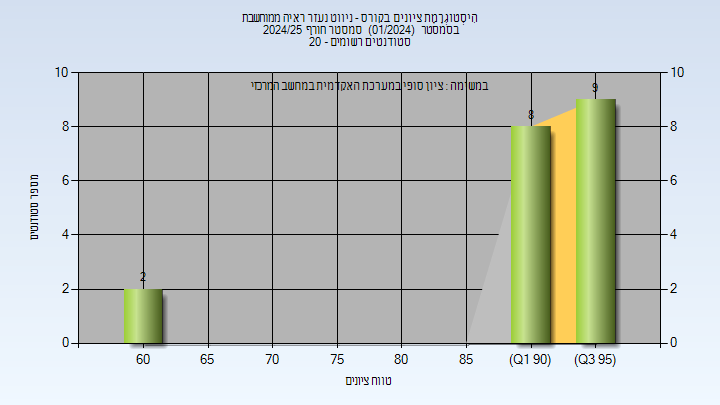 היסטוגרמת ציונים בקורס - ניווט נעזר ראיה ממוחשבת
בסמסטר (01/2024) סמסטר חורף 2024/25
סטודנטים רשומים - 20
במשימה : ציון סופי במערכת האקדמית במחשב המרכזי
10 10
9
8 8
8
6 6
מספר סטודנטים
4 4
2
2 2
0 0
60 65 70 75 80 85 (Q1 90) (Q3 95)
טווח ציונים